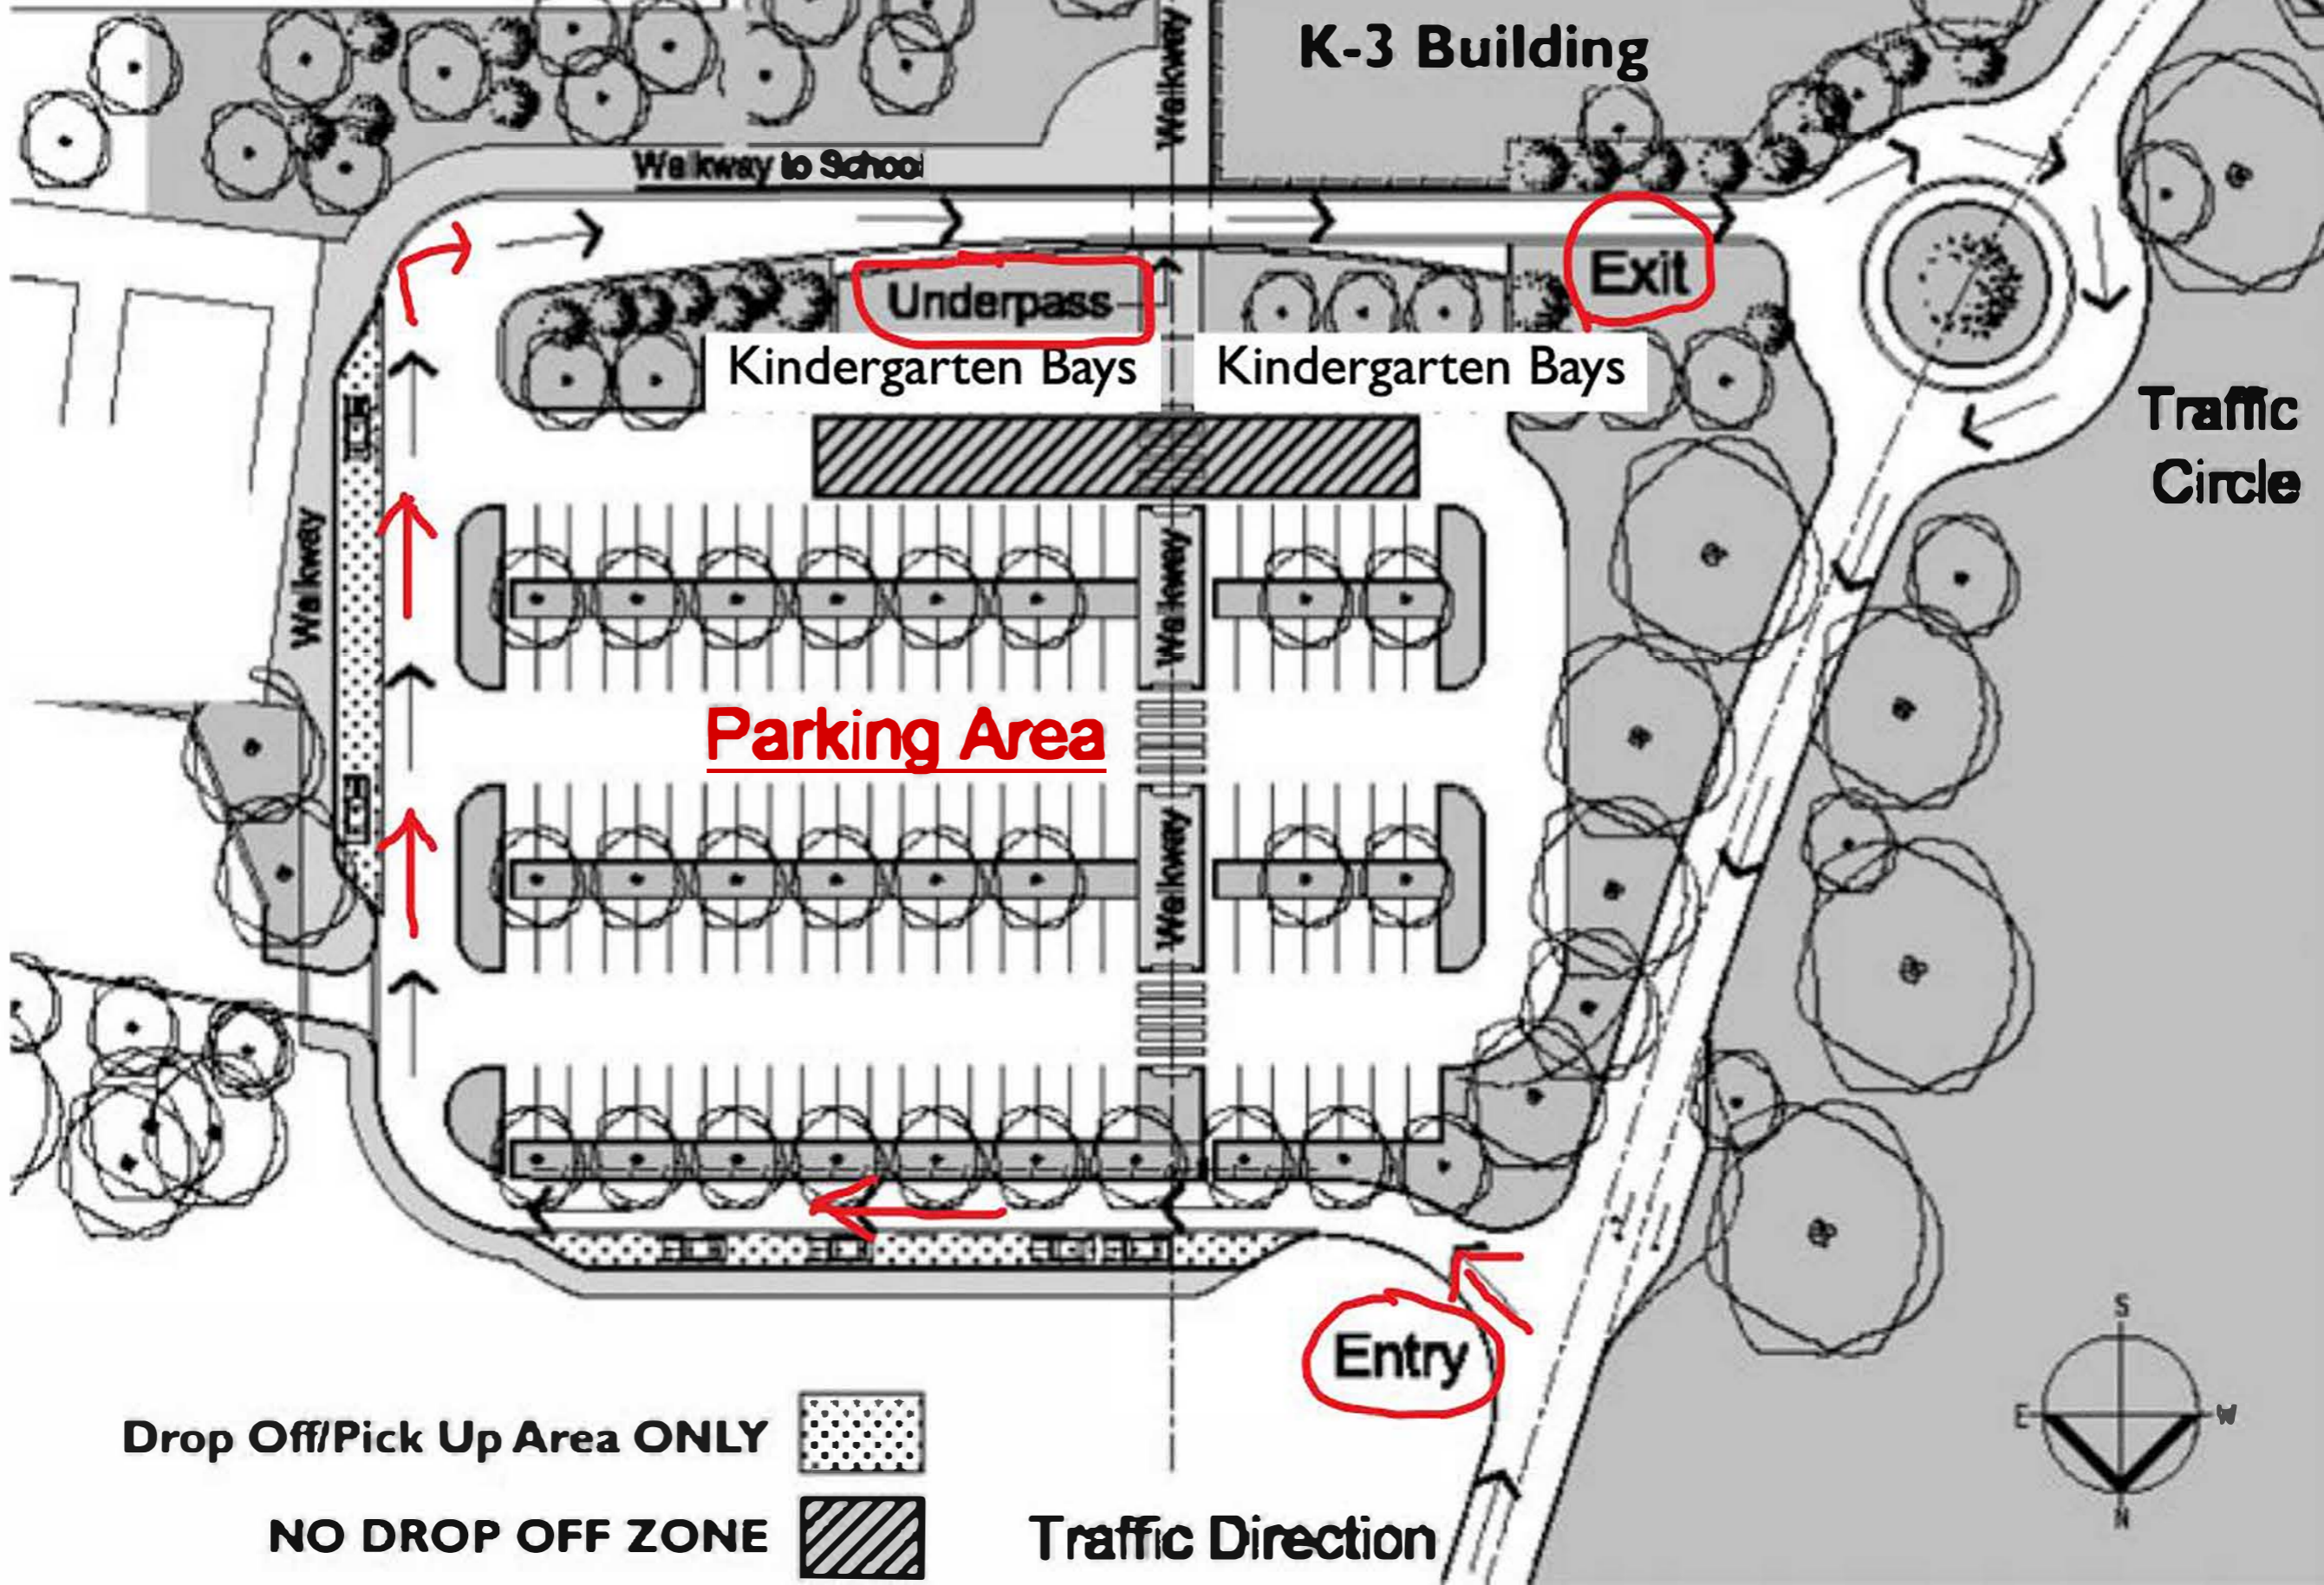 K-3 Building
Walkway
Walkway to School
Exit
Underpass
Kindergarten Bays
Kindergarten Bays
Traffic
Circle
Walkway
Walkway
Parking Area
Walkway
Entry
S
E
W
N
Drop Off/Pick Up Area ONLY
NO DROP OFF ZONE
Traffic Direction